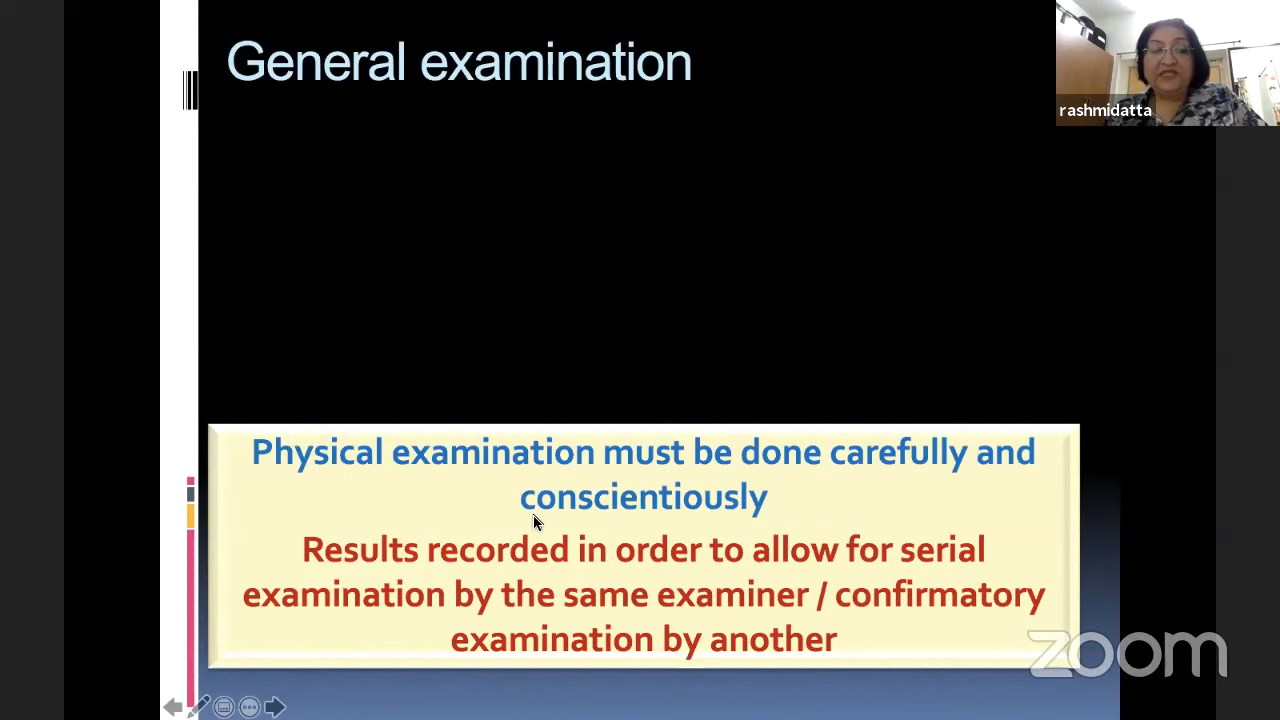 General examination
rashmidatta
Physical examination must be done carefully and
conscientiously
Results recorded in order to allow for serial
examination by the same examiner / confirmatory
examination by another
zoom